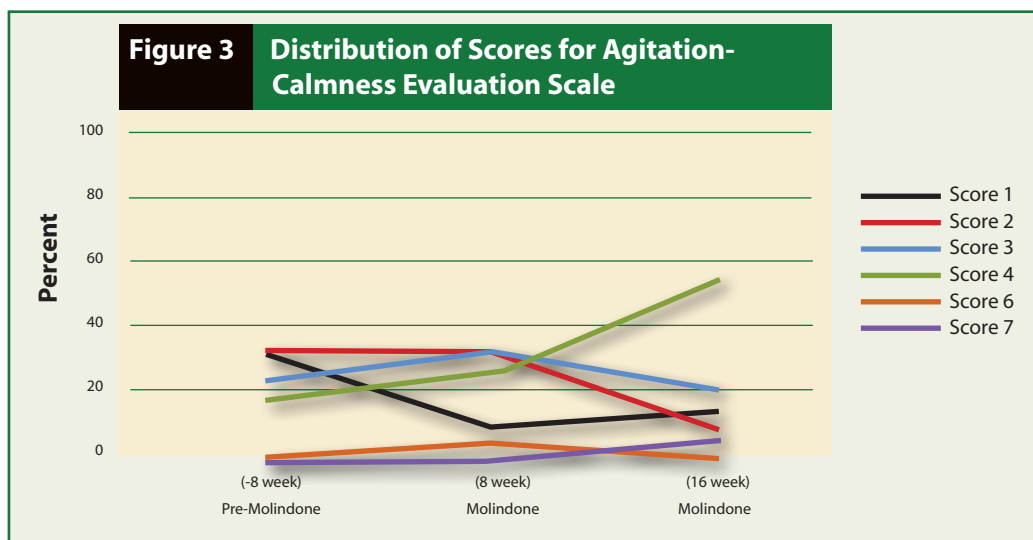 Figure 3
Distribution of Scores for Agitation-
Calmness Evaluation Scale
Percent
100
80
60
40
20
0
(-8 week)
Pre-Molindone
(8 week)
Molindone
(16 week)
Molindone
Score 1
Score 2
Score 3
Score 4
Score 6
Score 7